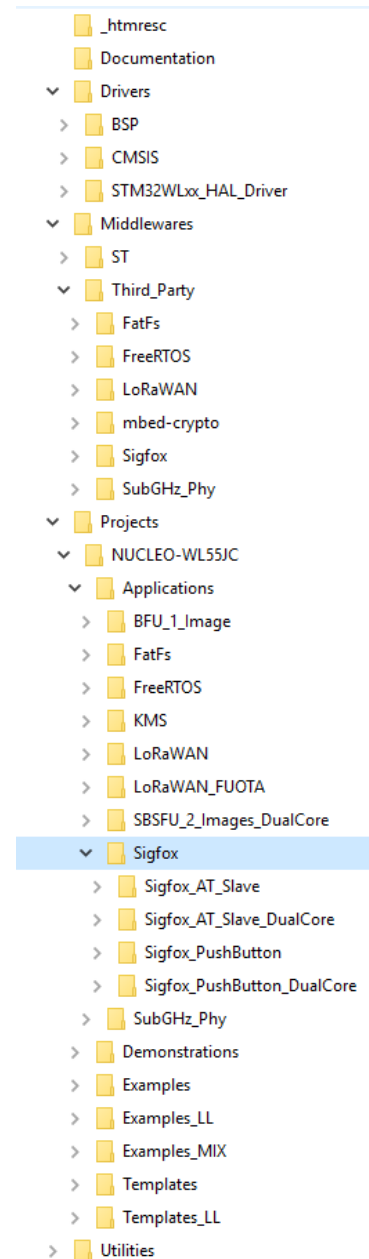 _htmresc
Documentation
Drivers
BSP
CMSIS
STM32WLxx_HAL_Driver
Middlewares
ST
Third_Party
FatFs
FreeRTOS
LoRaWAN
mbed-crypto
Sigfox
SubGHz_Phy
Projects
NUCLEO-WL55JC
Applications
BFU_1_Image
FatFs
FreeRTOS
KMS
LoRaWAN
LoRaWAN_FUOTA
SBSFU_2_Images_DualCore
Sigfox
Sigfox_AT_Slave
Sigfox_AT_Slave_DualCore
Sigfox_PushButton
Sigfox_PushButton_DualCore
SubGHz_Phy
Demonstrations
Examples
Examples_LL
Examples_MIX
Templates
Templates_LL
Utilities